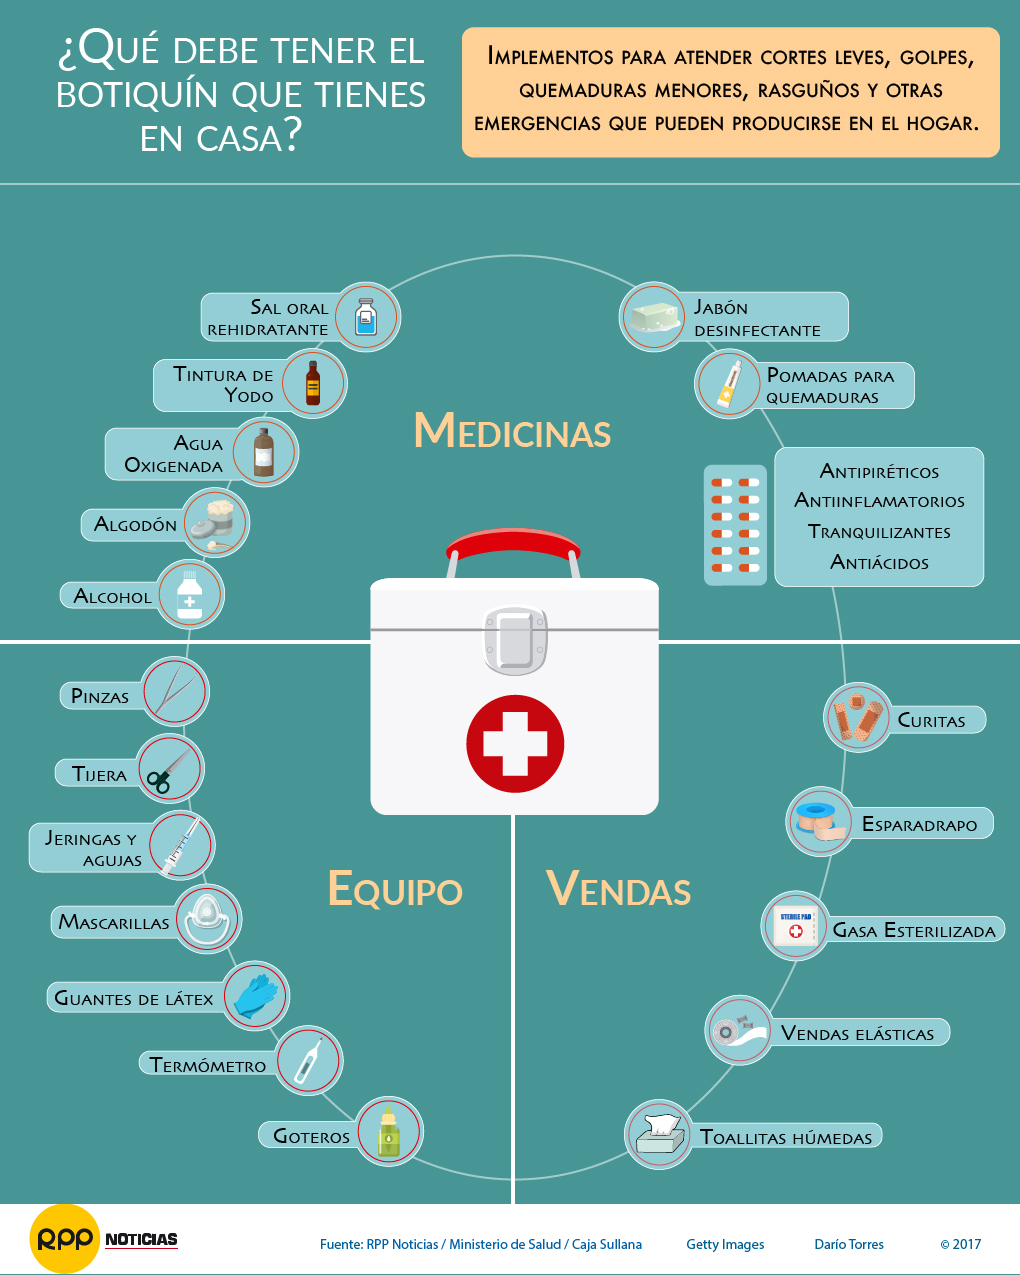 ¿Qué debe tener el
botiquín que tienes
en casa?
Implementos para atender cortes leves, golpes,
quemaduras menores, rasguños y otras
emergencias que pueden producirse en el hogar.
Medicinas
Sal oral
rehidratante
Tintura de
Yodo
Agua
Oxigenada
Algodón
Alcohol
Jabón
desinfectante
Pomadas para
quemaduras
Antipiréticos
Antiinflamatorios
Tranquilizantes
Antiácidos
Equipo
Pinzas
Tijera
Jeringas y
agujas
Mascarillas
Guantes de látex
Termómetro
Goteros
Vendas
Curitas
Esparadrapo
STERILE PAD
Gasa Esterilizada
Vendas elásticas
Toallitas húmedas
RPP NOTICIAS
Fuente: RPP Noticias / Ministerio de Salud / Caja Sullana Getty Images Darío Torres © 2017